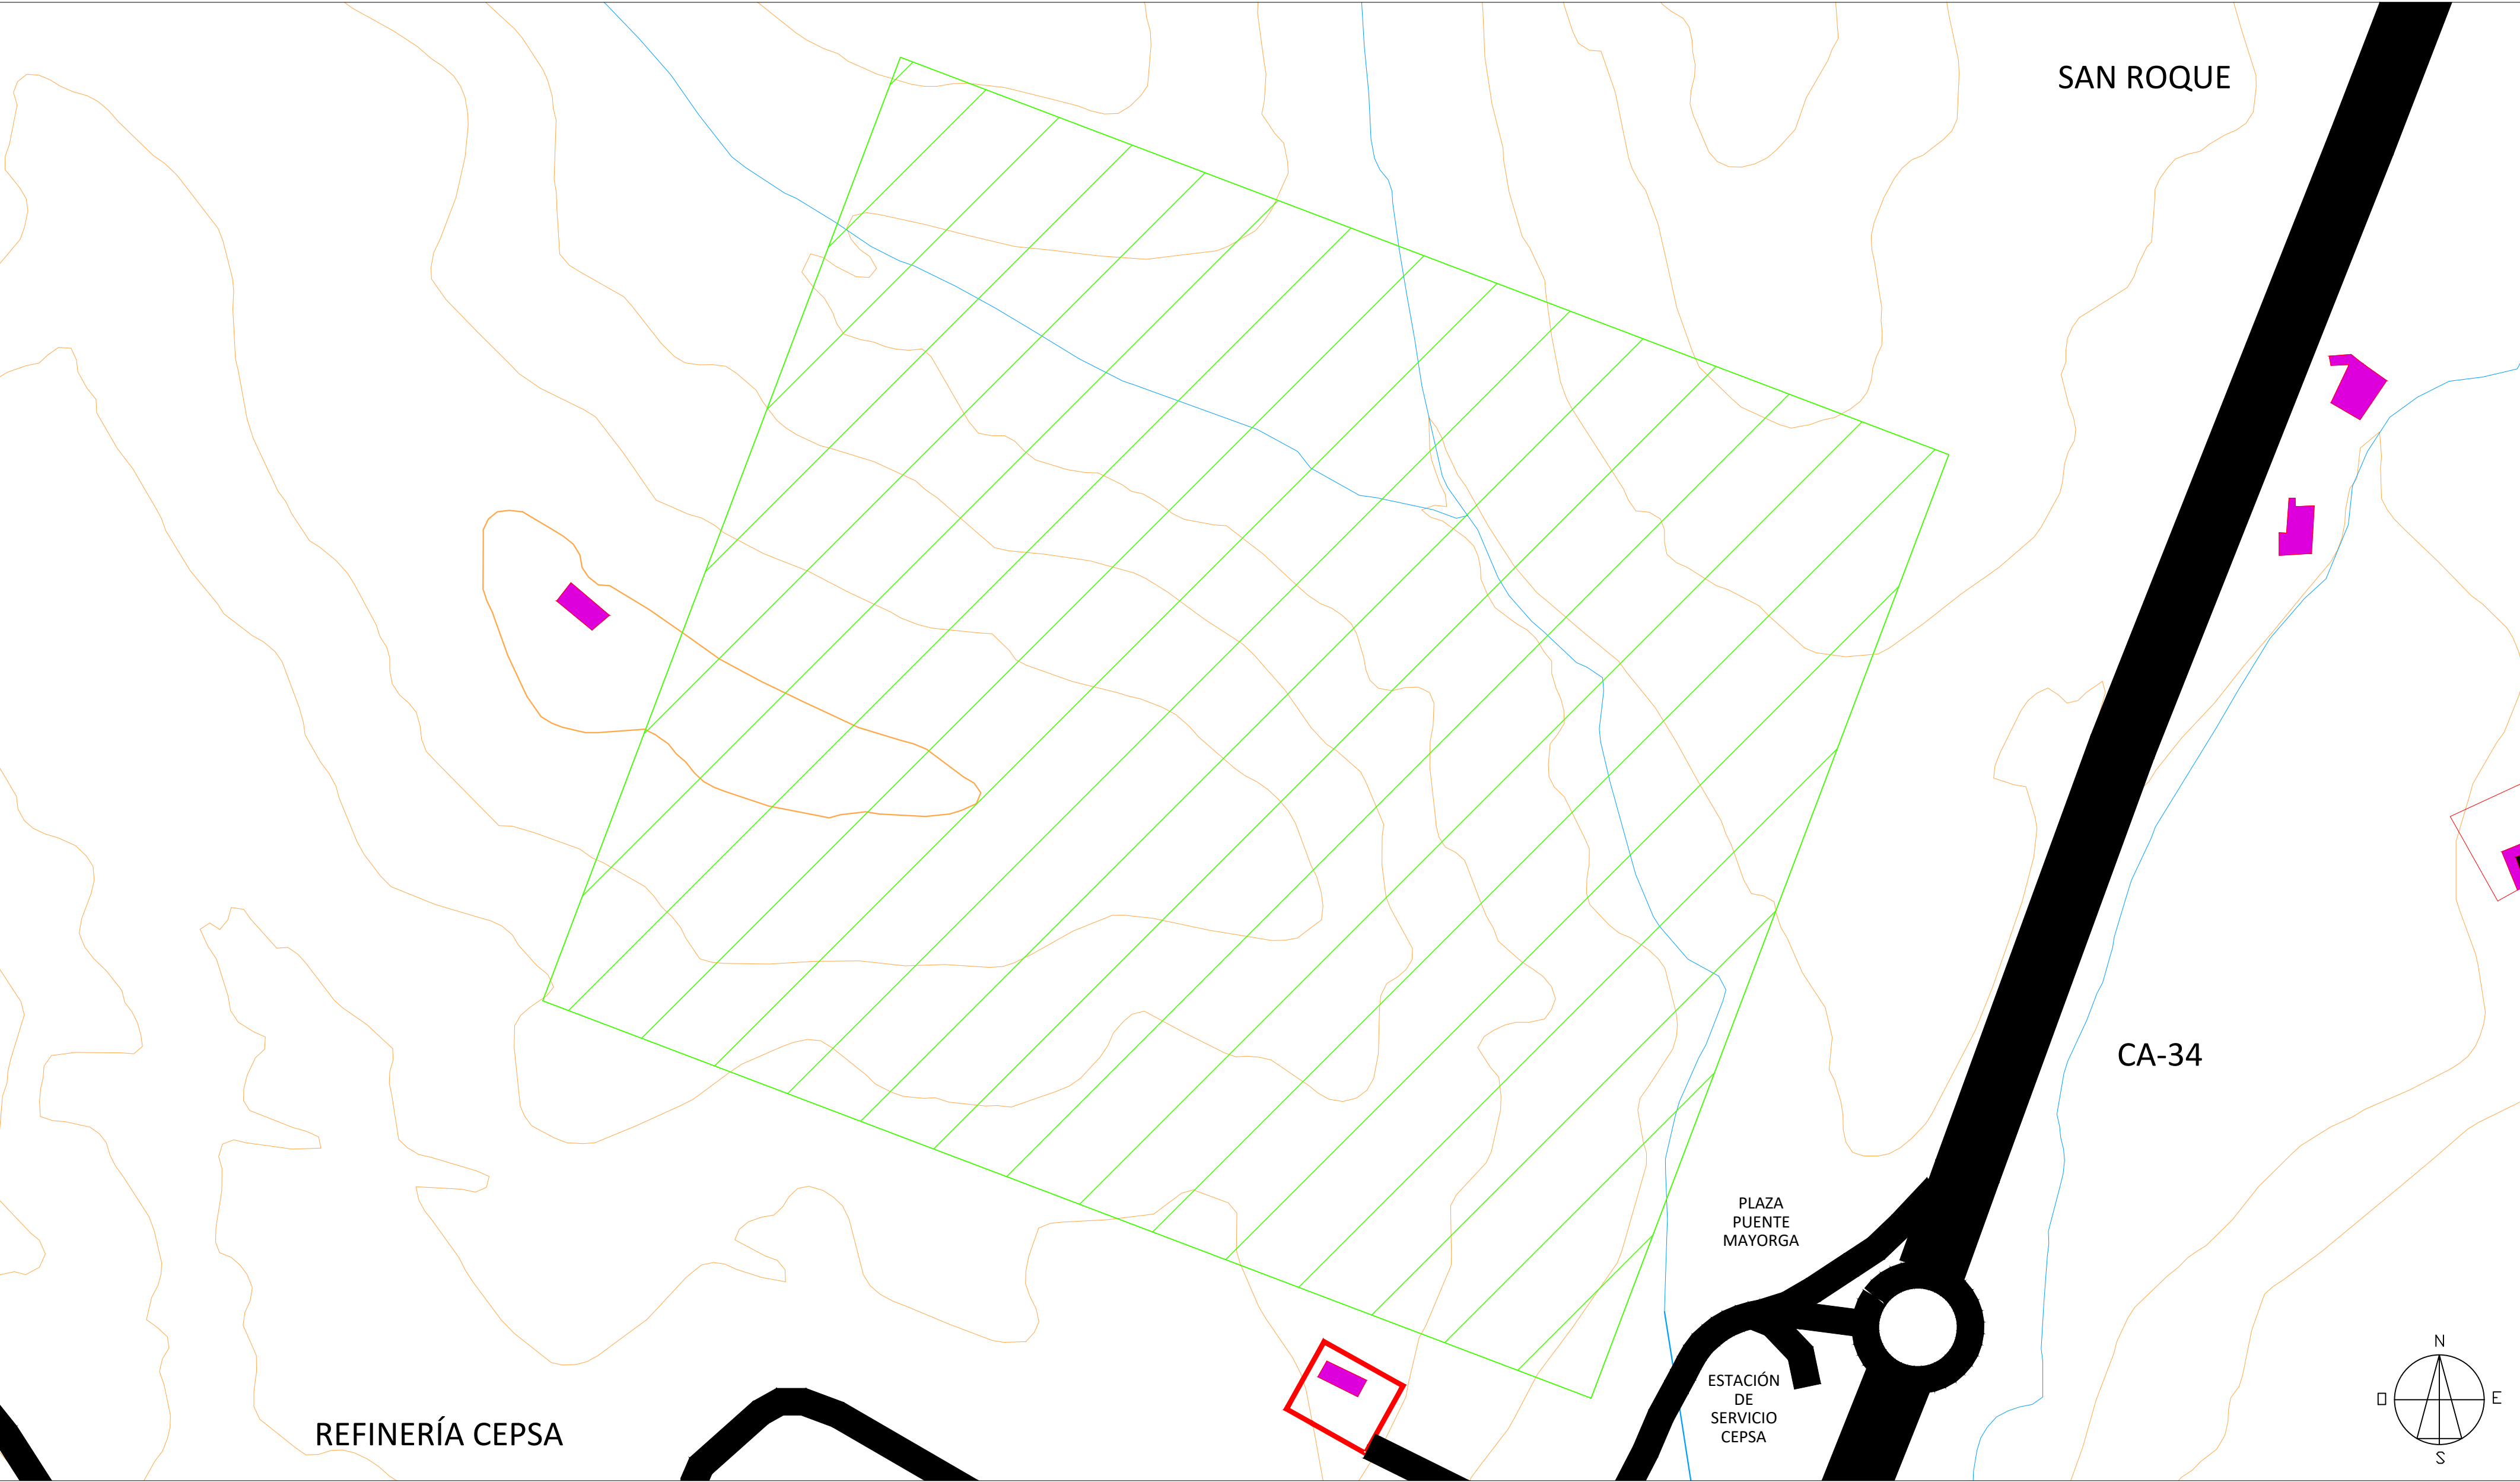 SAN ROQUE
CA-34
PLAZA
PUENTE
MAYORGA
ESTACIÓN
DE
SERVICIO
CEPSA
REFINERÍA CEPSA
N
O E
S